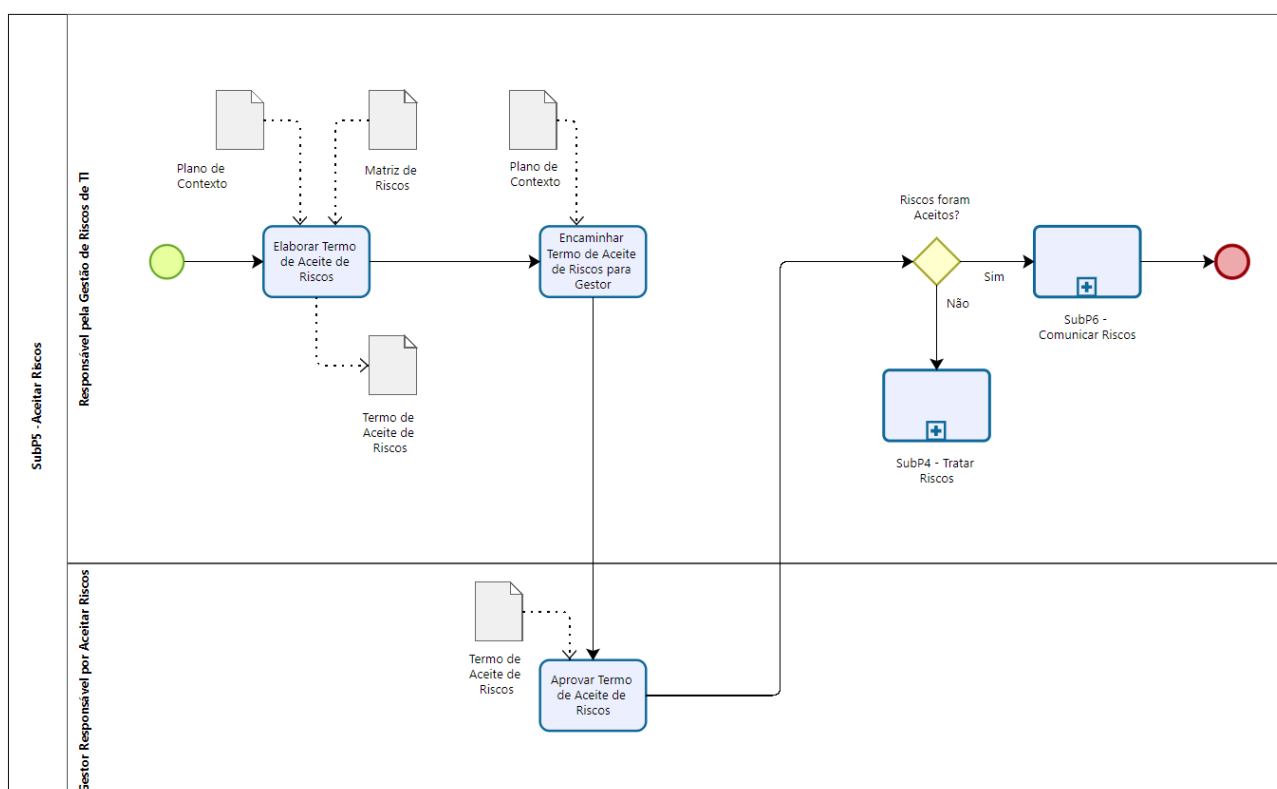 SubP5 - Aceitar Riscos
Responsável pela Gestão de Riscos de TI
Plano de
Contexto
Matriz de
Riscos
Plano de
Contexto
Elaborar Termo
de Aceite de
Riscos
Encaminhar
Termo de Aceite
de Riscos para
Gestor
Termo de
Aceite de
Riscos
Riscos foram
Aceitos?
Sim
Não
SubP6 -
Comunicar Riscos
SubP4 - Tratar
Riscos
Gestor Responsável por Aceitar Riscos
Termo de
Aceite de
Riscos
Aprovar Termo
de Aceite de
Riscos